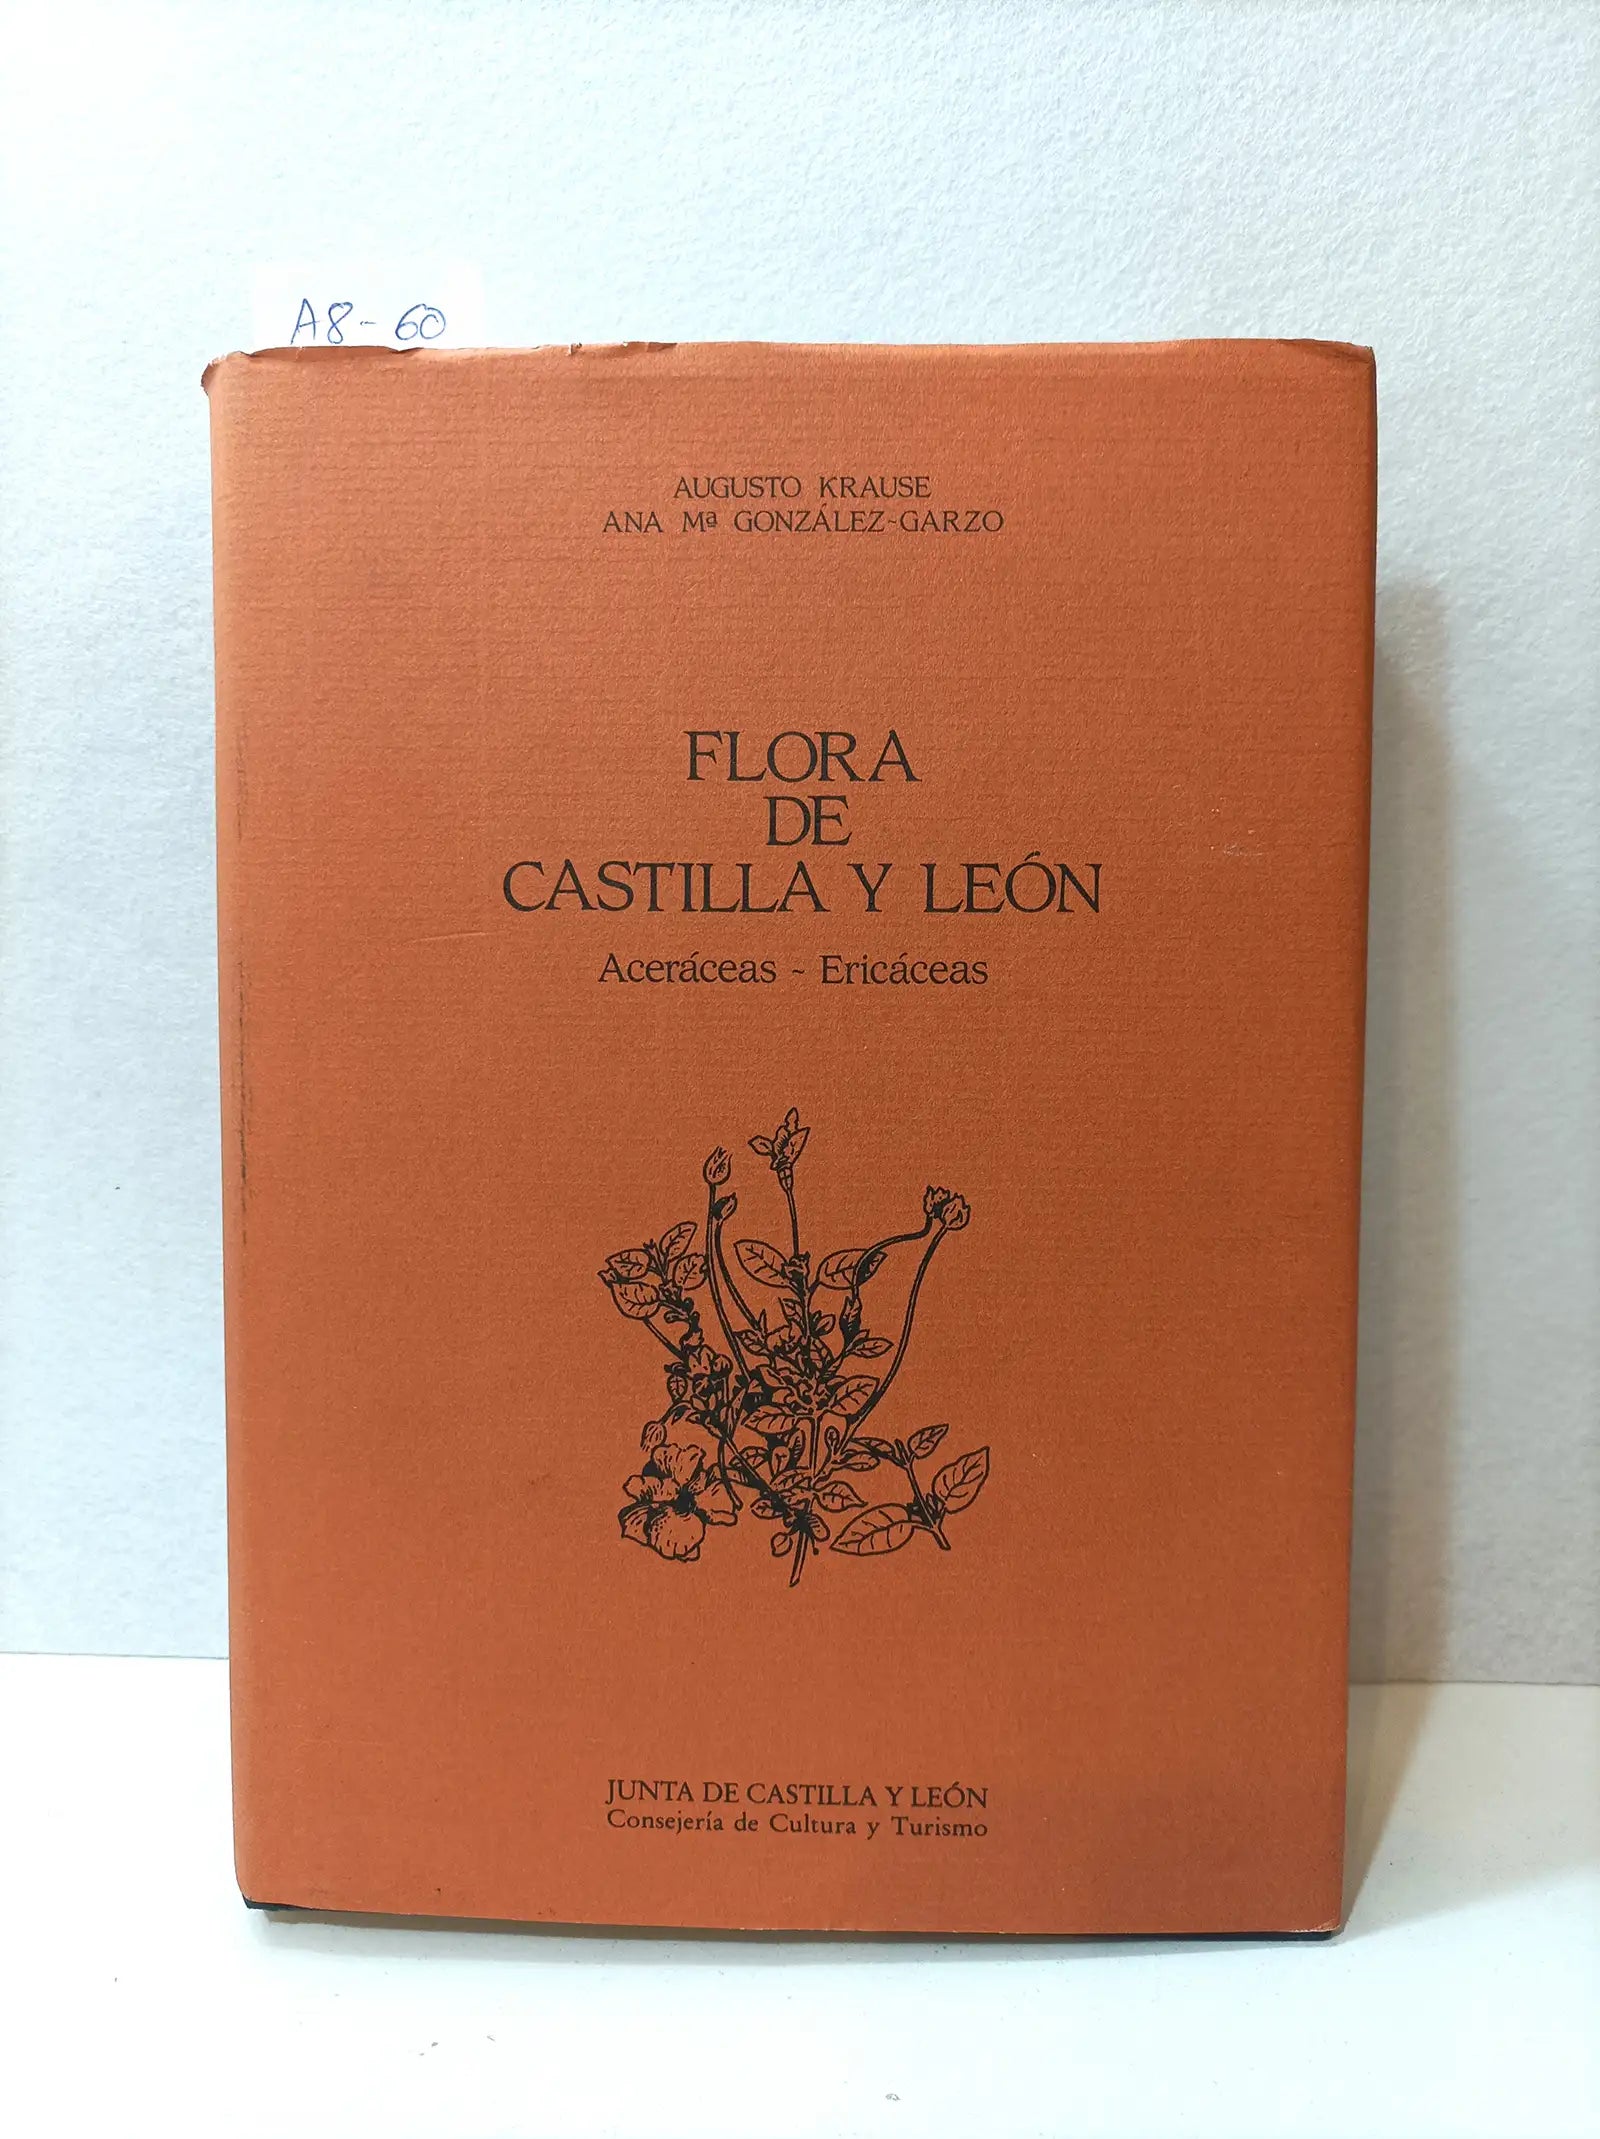 A8-60
AUGUSTO KRAUSE
ANA Mª GONZÁLEZ-GARZO
FLORA
DE
CASTILLA Y LEÓN
Aceráceas - Ericáceas
JUNTA DE CASTILLA Y LEÓN
Consejería de Cultura y Turismo